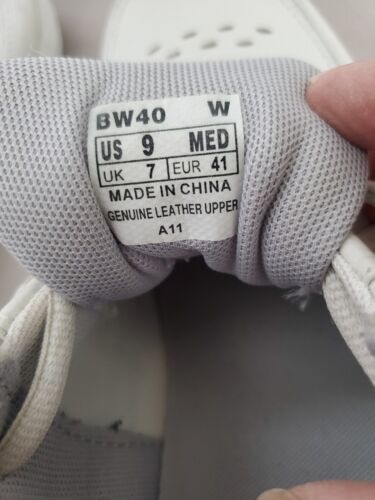 BW40 W
US 9 MED
UK 7 EUR 41
MADE IN CHINA
GENUINE LEATHER UPPER
A11